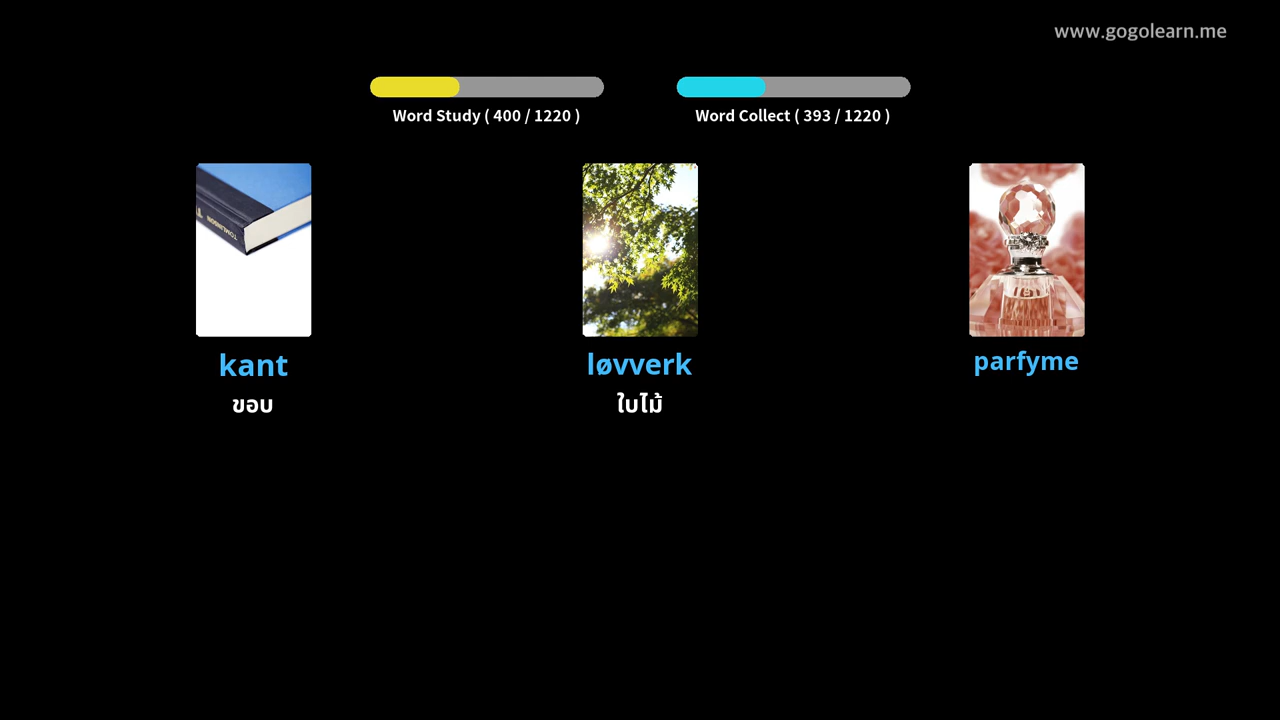 www.gogolearn.me
Word Study ( 400 / 1220 )
Word Collect ( 393 / 1220 )
TOMLINSON
kant
løvverk
parfyme
ขอบ
ใบไม้